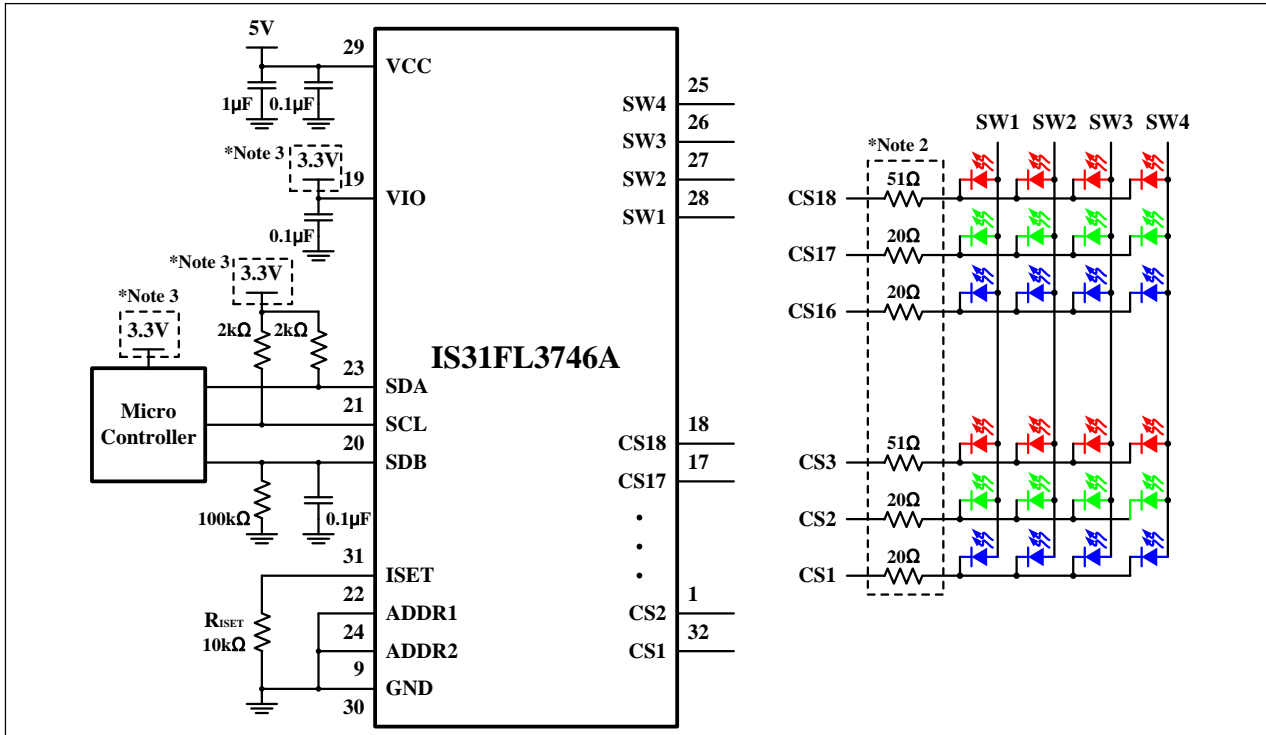 5V
29
VCC
1µF
0.1µF
*Note 3
3.3V
19
VIO
0.1µF
*Note 3
3.3V
*Note 3
3.3V
2kΩ
2kΩ
Micro
Controller
23
SDA
21
SCL
20
SDB
100kΩ
0.1µF
31
ISET
22
ADDR1
24
ADDR2
9
GND
30
RISET
10kΩ
IS31FL3746A
25
SW4
26
SW3
27
SW2
28
SW1
18
CS18
17
CS17
1
CS2
32
CS1
SW1 SW2 SW3 SW4
*Note 2
CS18 51Ω
CS17 20Ω
CS16 20Ω
CS3 51Ω
CS2 20Ω
CS1 20Ω